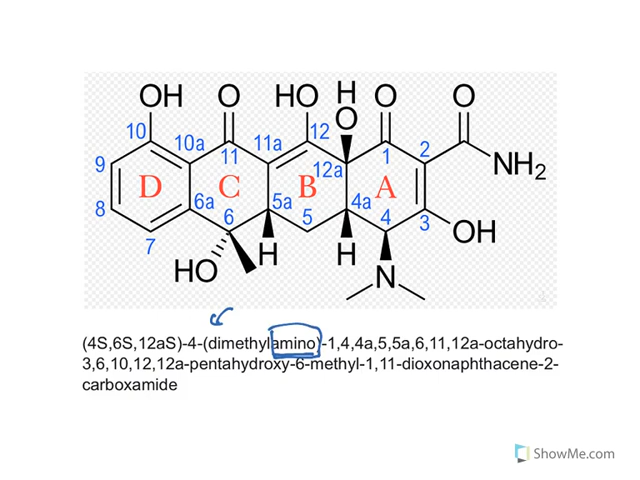 OH O HO H O O O
10 10a 11 11a 12 12a 1 2
9 D C B A NH2
8 6a 6 5a 5 4a 4 3
7 HO H H OH
N
(4S,6S,12aS)-4-(dimethylamino)-1,4,4a,5,5a,6,11,12a-octahydro-
3,6,10,12,12a-pentahydroxy-6-methyl-1,11-dioxonaphthacene-2-
carboxamide
ShowMe.com